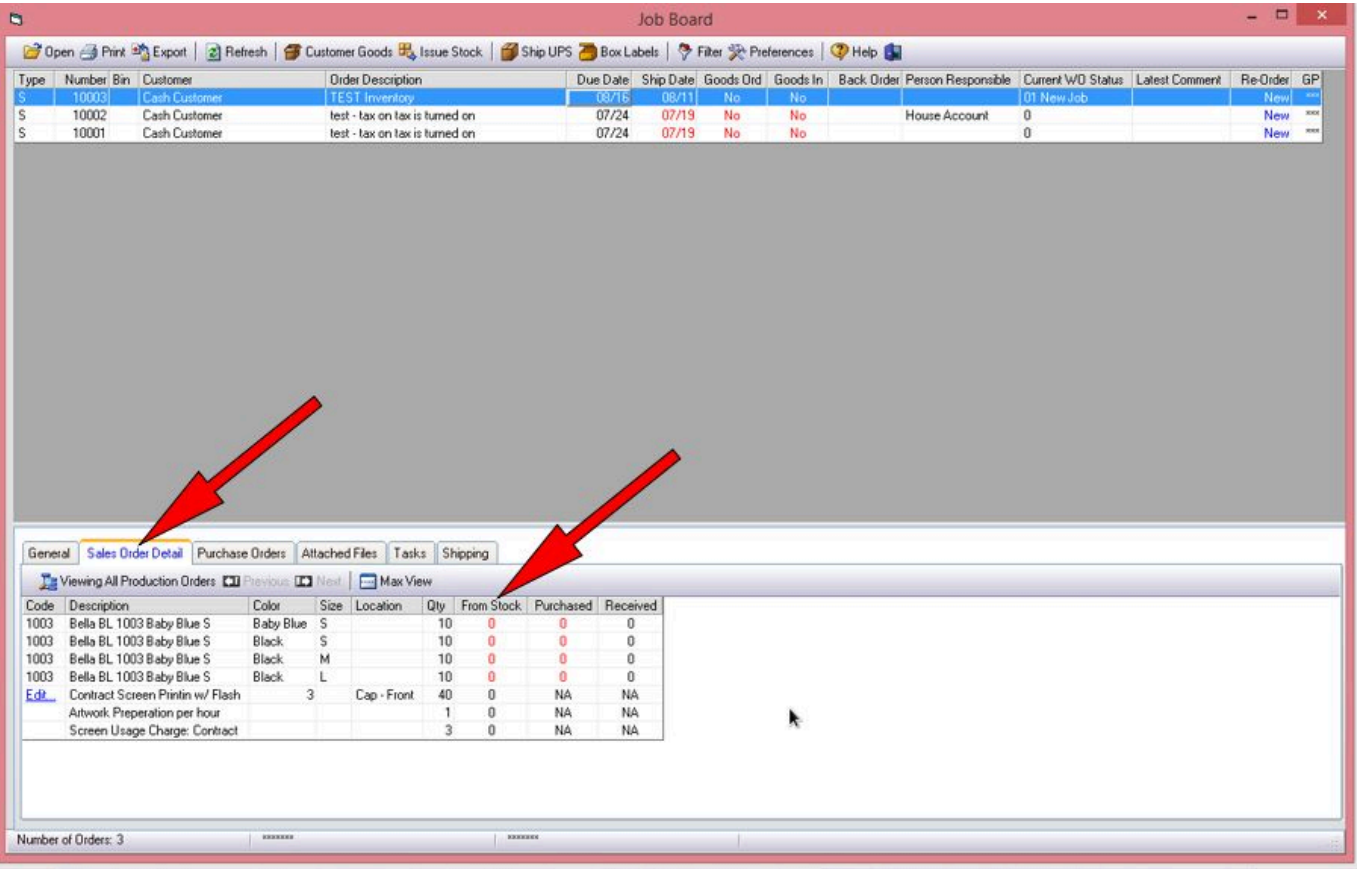 Job Board
Open Print Export Refresh Customer Goods Issue Stock Ship UPS Box Labels Filter Preferences Help
Type Number Bin Customer Order Description Due Date Ship Date Goods Ord Goods In Back Order Person Responsible Current WO Status Latest Comment Re-Order GP
S 10003 Cash Customer TEST Inventory 08/16 08/11 No No 01 New Job New ***
S 10002 Cash Customer test - tax on tax is turned on 07/24 07/19 No No House Account 0 New ***
S 10001 Cash Customer test - tax on tax is turned on 07/24 07/19 No No 0 New ***
General Sales Order Detail Purchase Orders Attached Files Tasks Shipping
Viewing All Production Orders Previous Next Max View
Code Description Color Size Location Qty From Stock Purchased Received
1003 Bella BL 1003 Baby Blue S Baby Blue S 10 0 0 0
1003 Bella BL 1003 Baby Blue S Black S 10 0 0 0
1003 Bella BL 1003 Baby Blue S Black M 10 0 0 0
1003 Bella BL 1003 Baby Blue S Black L 10 0 0 0
Edit... Contract Screen Printin w/ Flash 3 Cap - Front 40 0 NA NA
Artwork Preperation per hour 1 0 NA NA
Screen Usage Charge: Contract 3 0 NA NA
Number of Orders: 3 ******* *******